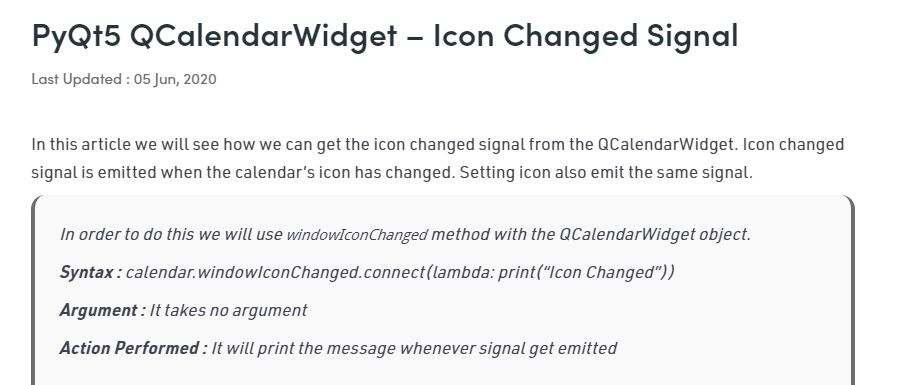 PyQt5 QCalendarWidget – Icon Changed Signal
Last Updated : 05 Jun, 2020
In this article we will see how we can get the icon changed signal from the QCalendarWidget. Icon changed
signal is emitted when the calendar's icon has changed. Setting icon also emit the same signal.
In order to do this we will use windowIconChanged method with the QCalendarWidget object.
Syntax : calendar.windowIconChanged.connect(lambda: print(“Icon Changed”))
Argument : It takes no argument
Action Performed : It will print the message whenever signal get emitted